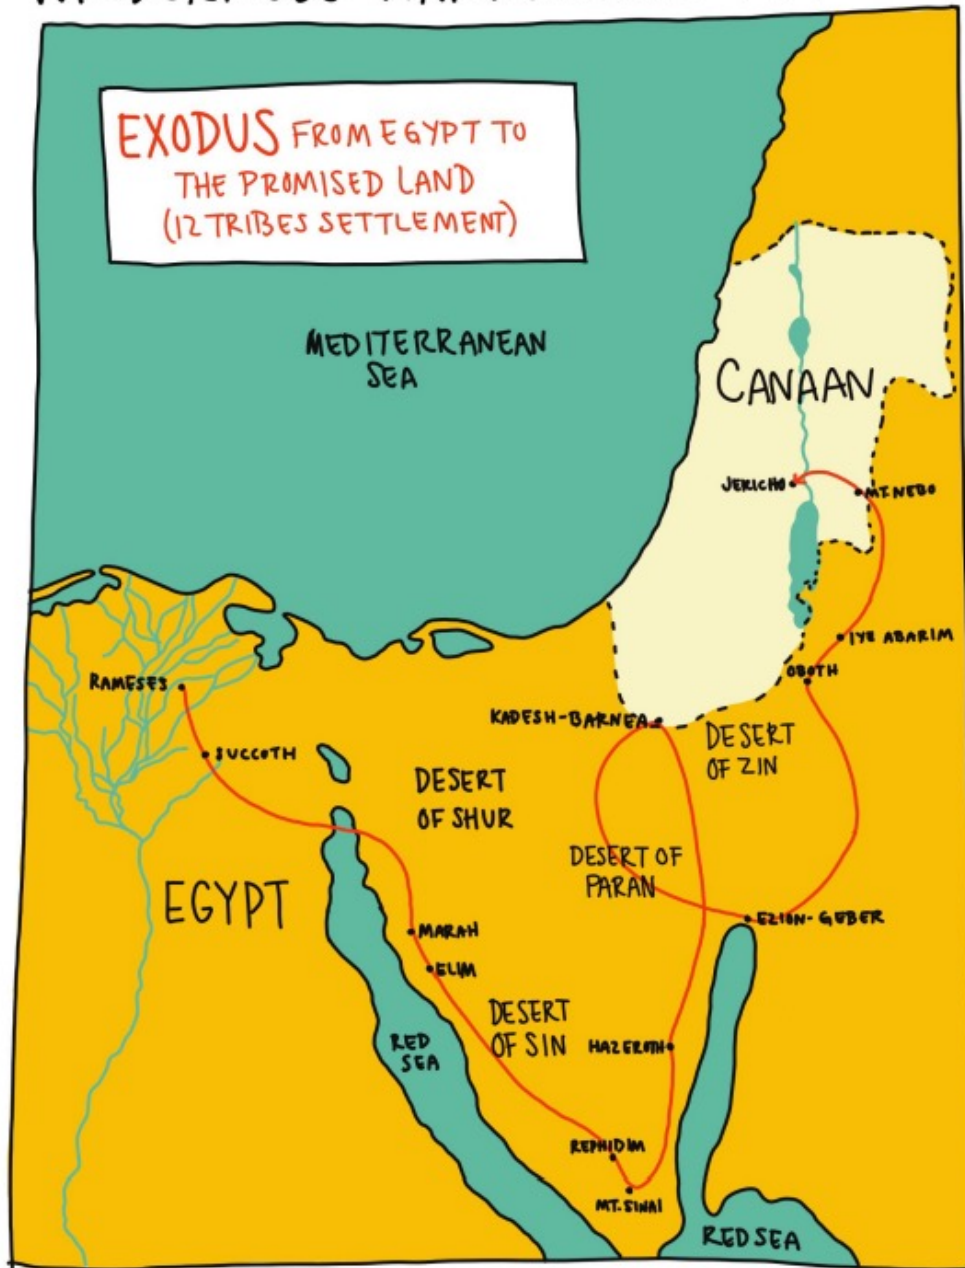 EXODUS FROM EGYPT TO
THE PROMISED LAND
(12 TRIBES SETTLEMENT)
MEDITERRANEAN
SEA
CANAAN
JERICHO
MT. NEBO
IYE ABARIM
OBOTH
RAMESES
KADESH-BARNEA
DESERT
OF ZIN
SUCCOTH
DESERT
OF SHUR
DESERT OF
PARAN
EGYPT
EZION-GEBER
MARAH
ELIM
DESERT
OF SIN
HAZEROTH
RED
SEA
REPHIDIM
MT. SINAI
RED SEA